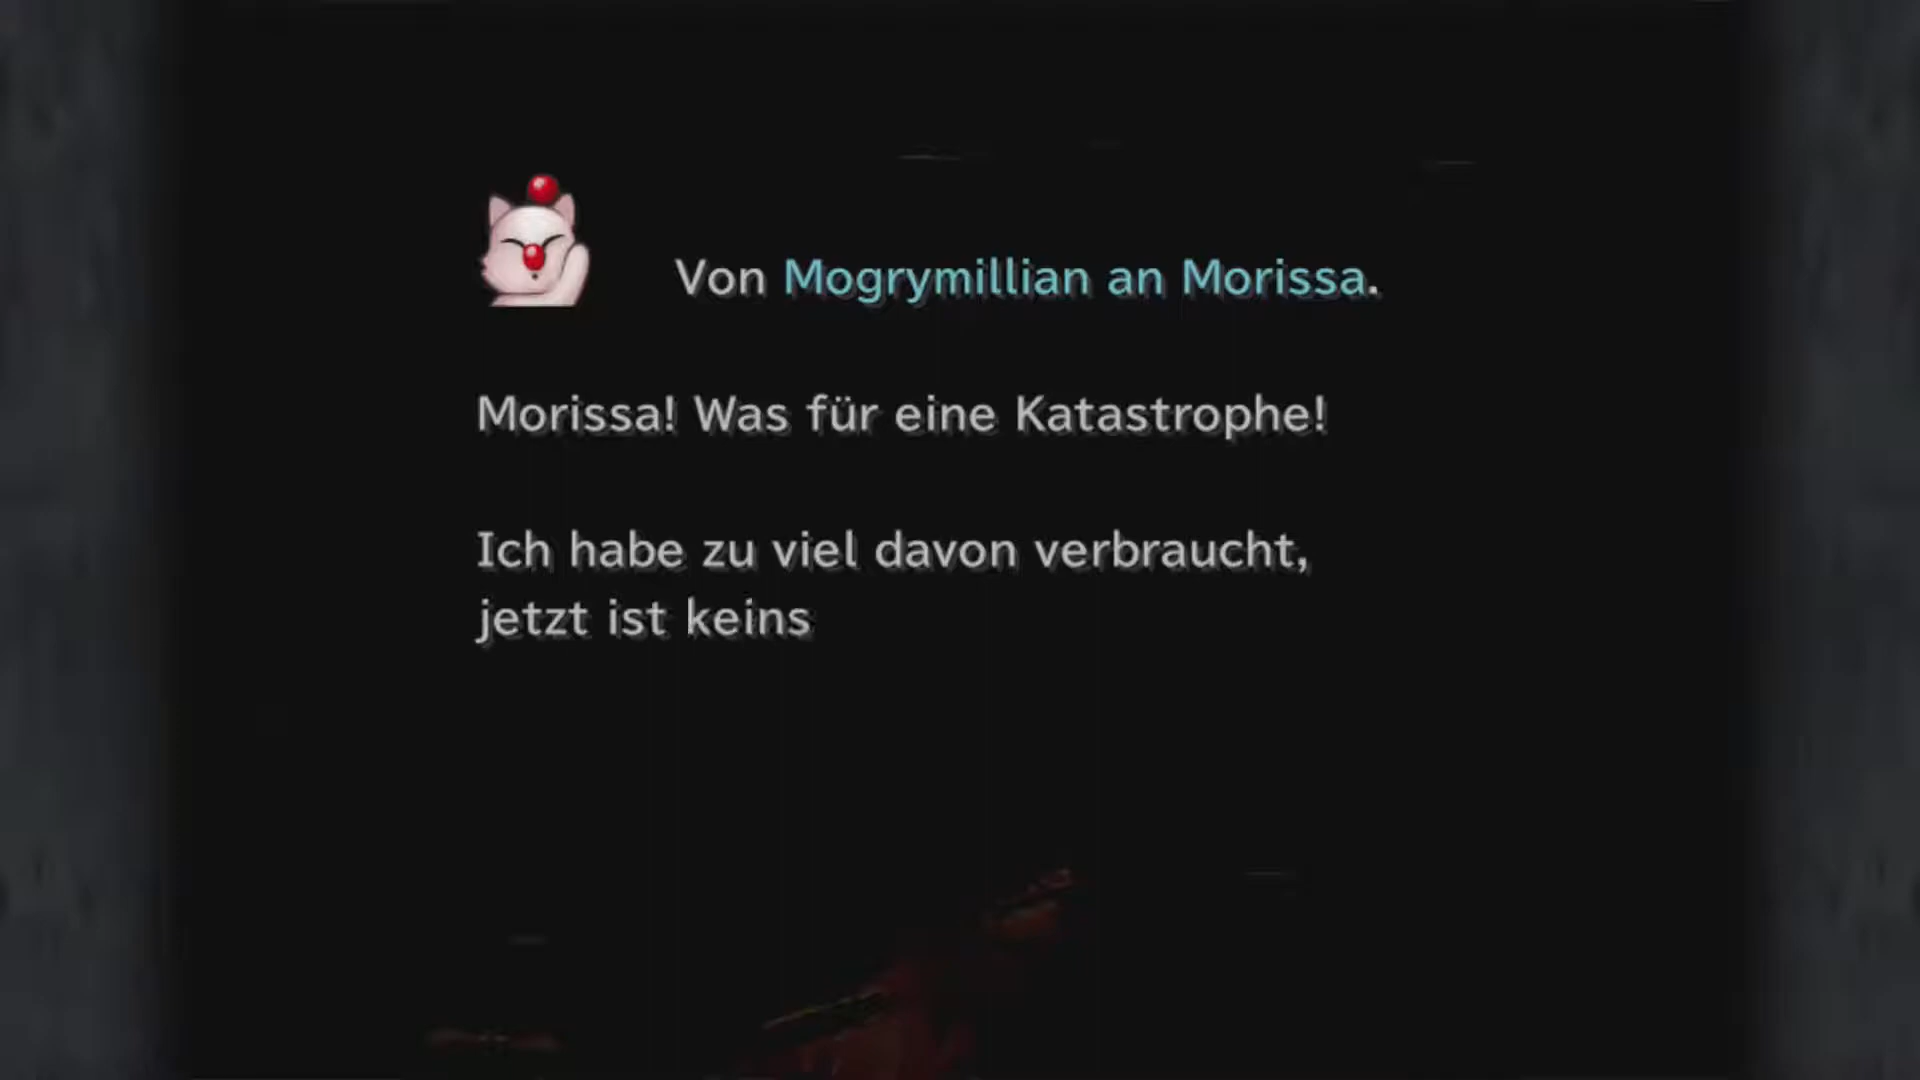 Von Mogrymillian an Morissa.
Morissa! Was für eine Katastrophe!
Ich habe zu viel davon verbraucht,
jetzt ist keins